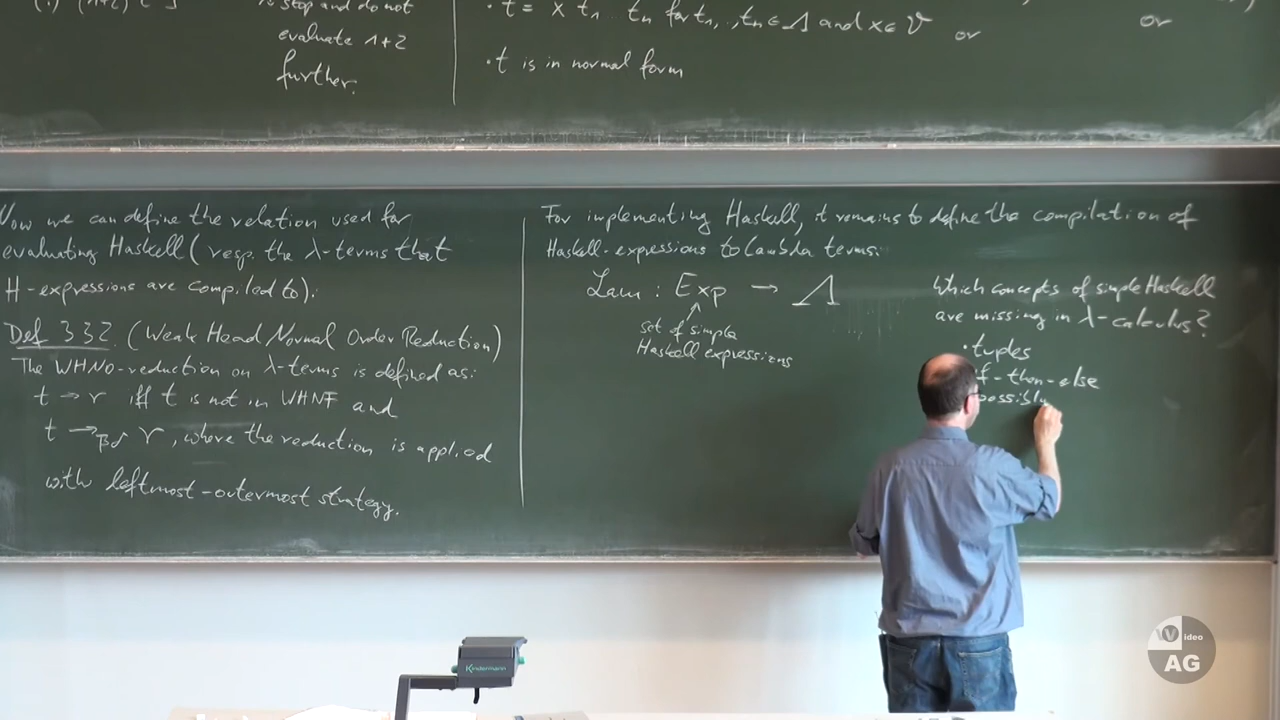 is stop and do not
evaluate 1+2
further.
· t = x t1 .. tn for t1, .., tn ∈ Λ and x ∈ V or
· t is in normal form
or
Now we can define the relation used for
evaluating Haskell (resp. the λ-terms that
H-expressions are compiled to):
Def 3.3.2. (Weak Head Normal Order Reduction)
The WHNO-reduction on λ-terms is defined as:
t → r iff t is not in WHNF and
t →βδ r, where the reduction is applied
with leftmost-outermost strategy.
For implementing Haskell, it remains to define the compilation of
Haskell-expressions to Lambda terms:
Lam : Exp → Λ
set of simple
Haskell expressions
Which concepts of simple Haskell
are missing in λ-calculus?
· tuples
if-then-else
possibly
Kindermann
Video
AG